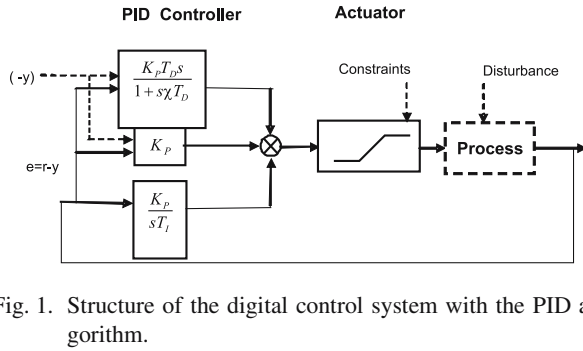 PID Controller
Actuator
( -y)
K_P T_D s
1 + sχT_D
Constraints
Disturbance
K_P
Process
e=r-y
K_P
sT_I
Fig. 1. Structure of the digital control system with the PID a
gorithm.